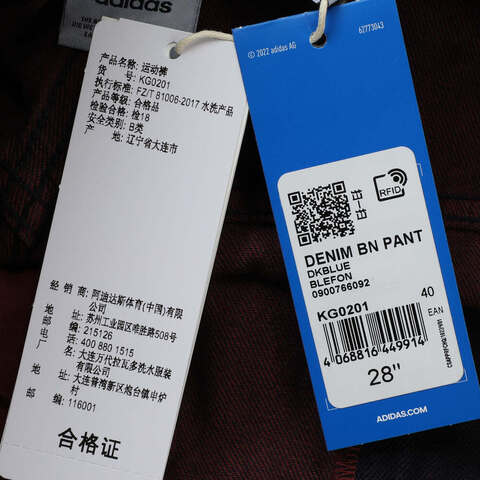 adidas
产品名称: 运动裤
货 号: KG0201
执行标准: FZ/T 81006-2017 水洗产品
产品等级: 合格品
检验合格: 检18
安全类别: B类
产 地: 辽宁省大连市
经 销 商: 阿迪达斯体育(中国)有限
公司
地 址: 苏州工业园区唯胜路508号
邮 编: 215126
电 话: 400 880 1515
大连万代拉瓦多洗水服装
有限公司
地 址: 大连普湾新区炮台镇申炉
村
邮 编: 116001
合格证
© 2022 adidas AG
62773043
扫一扫
RFID
DENIM BN PANT
DKBLUE
BLEFON
0900766092
KG0201
40
EAN
4 068816 449914
28"
ADIDAS.COM